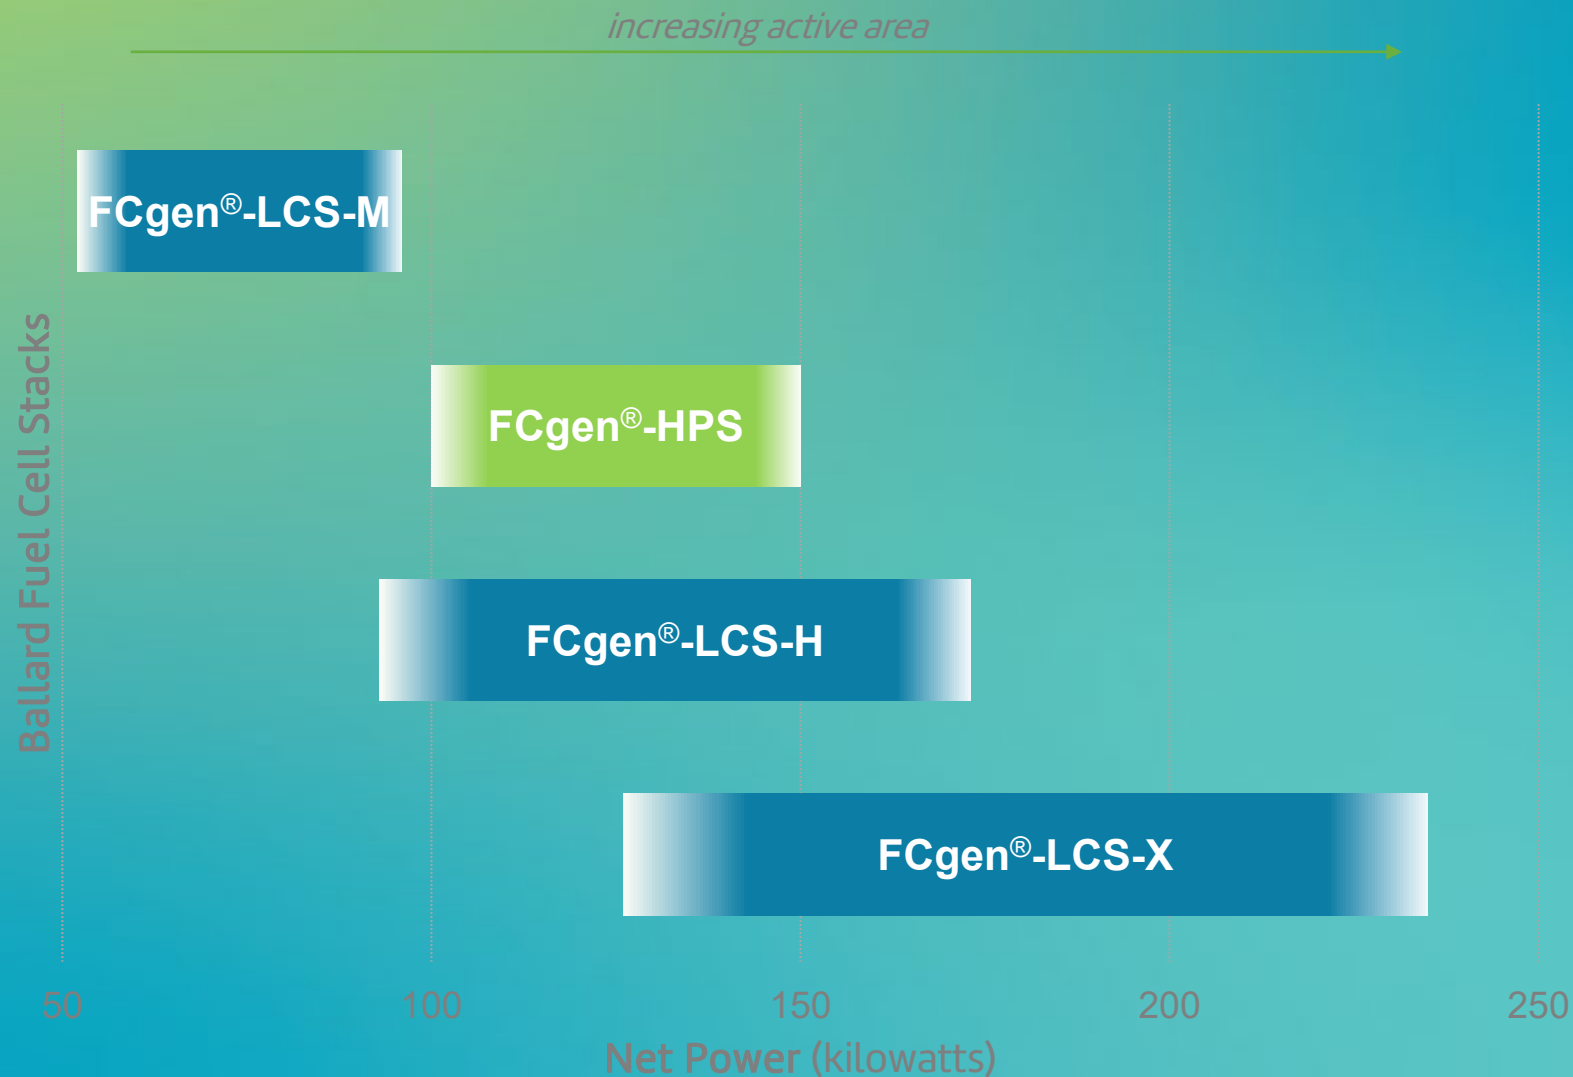 increasing active area
FCgen®-LCS-M
FCgen®-HPS
FCgen®-LCS-H
FCgen®-LCS-X
Ballard Fuel Cell Stacks
50 100 150 200 250
Net Power (kilowatts)